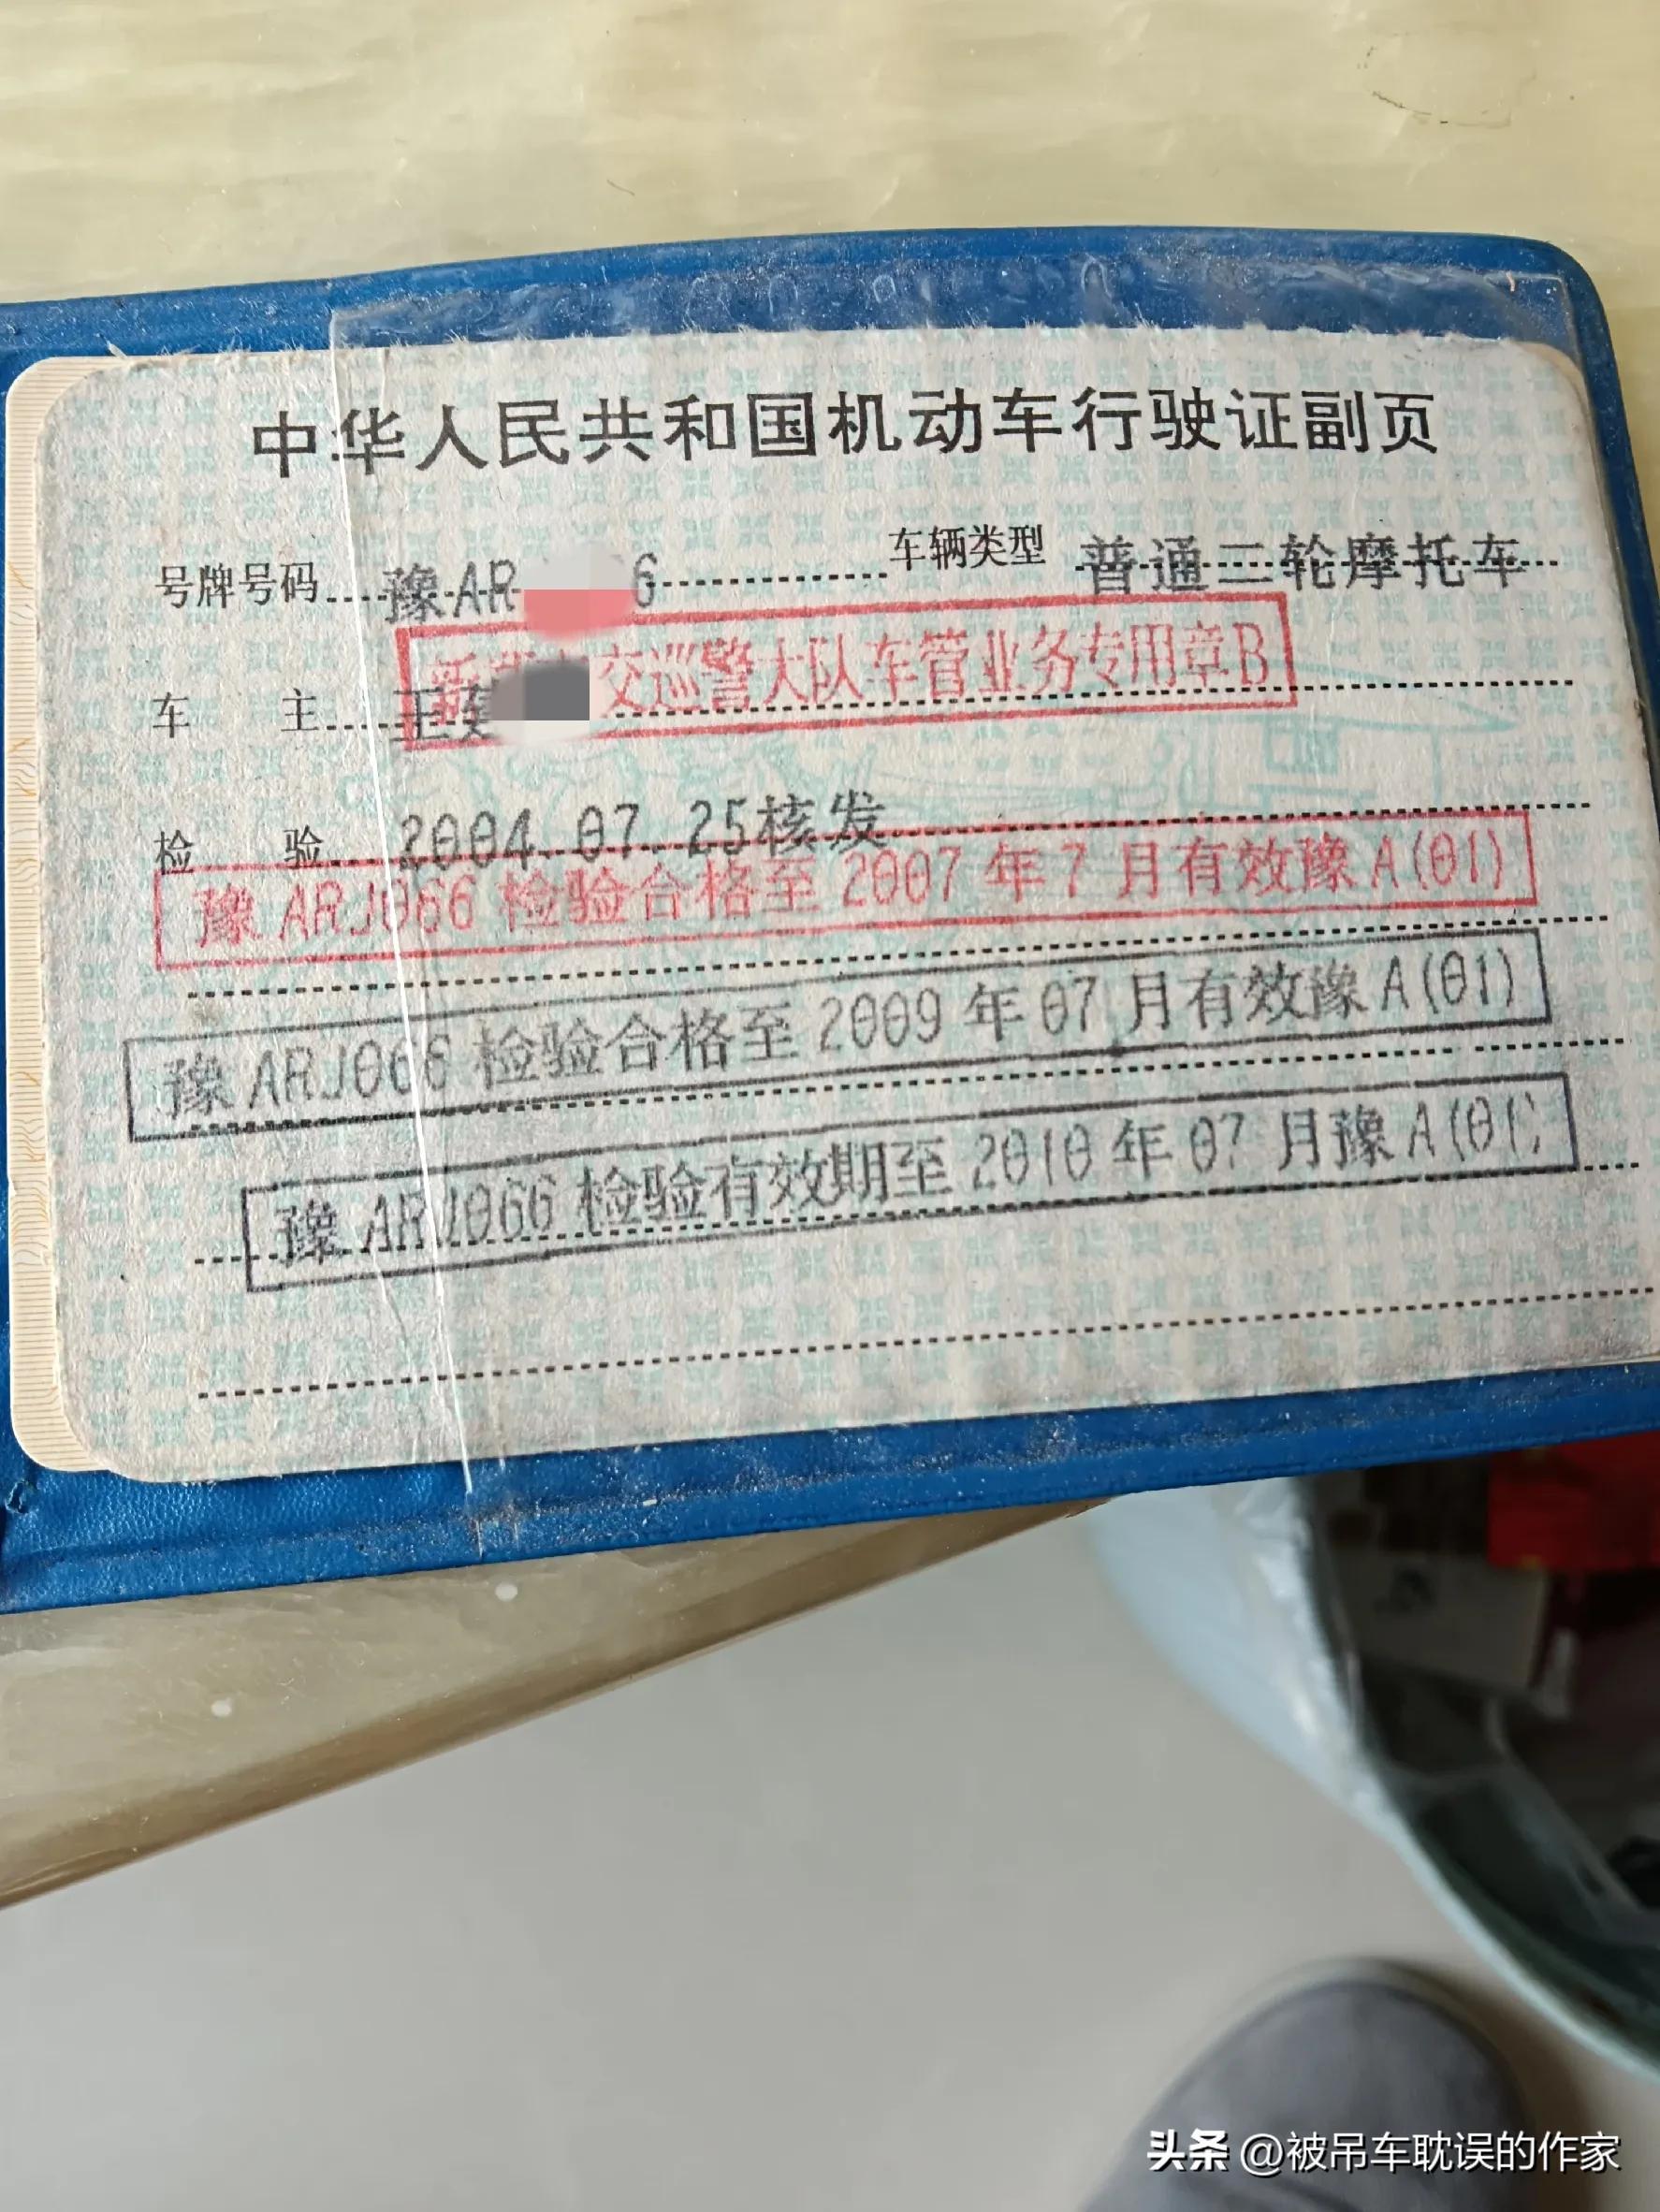 中华人民共和国机动车行驶证副页
号牌号码 豫AR 6 车辆类型 普通二轮摩托车
交巡警大队车管业务专用章B
车 主 王
检 验 2004.07.25核发
豫ARJ066检验合格至2007年7月有效豫A(01)
豫ARJ066检验合格至2009年07月有效豫A(01)
豫ARJ066检验有效期至2010年07月豫A(01)
头条 @被吊车耽误的作家